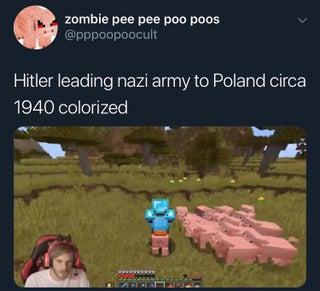 zombie pee pee poo poos
@pppoopoocult
Hitler leading nazi army to Poland circa
1940 colorized